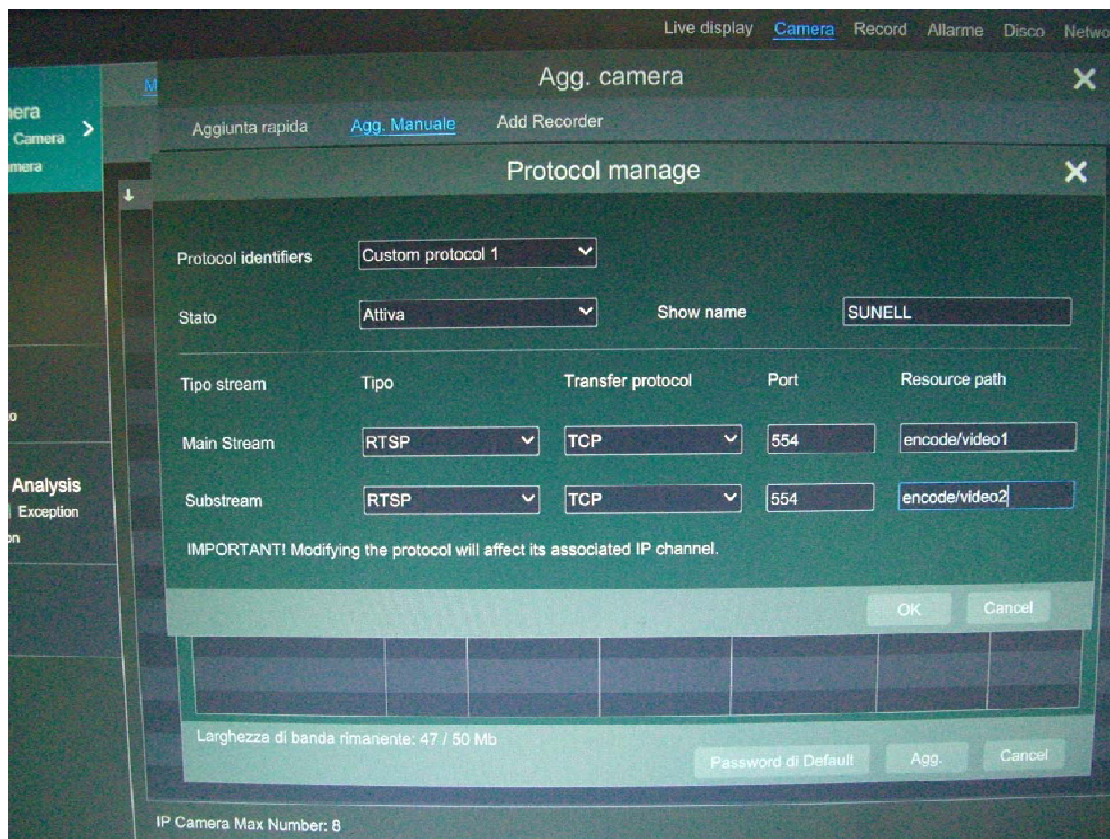 Live display Camera Record Allarme Disco
Agg. camera
Camera
Aggiunta rapida Agg. Manuale Add Recorder
Protocol manage
Protocol identifiers Custom protocol 1
Stato Attiva Show name SUNELL
Tipo stream Tipo Transfer protocol Port Resource path
Main Stream RTSP TCP 554 encode/video1
Substream RTSP TCP 554 encode/video2
Analysis
Exception
IMPORTANT! Modifying the protocol will affect its associated IP channel.
OK Cancel
Larghezza di banda rimanente: 47 / 50 Mb
Password di Default Agg. Cancel
IP Camera Max Number: 8